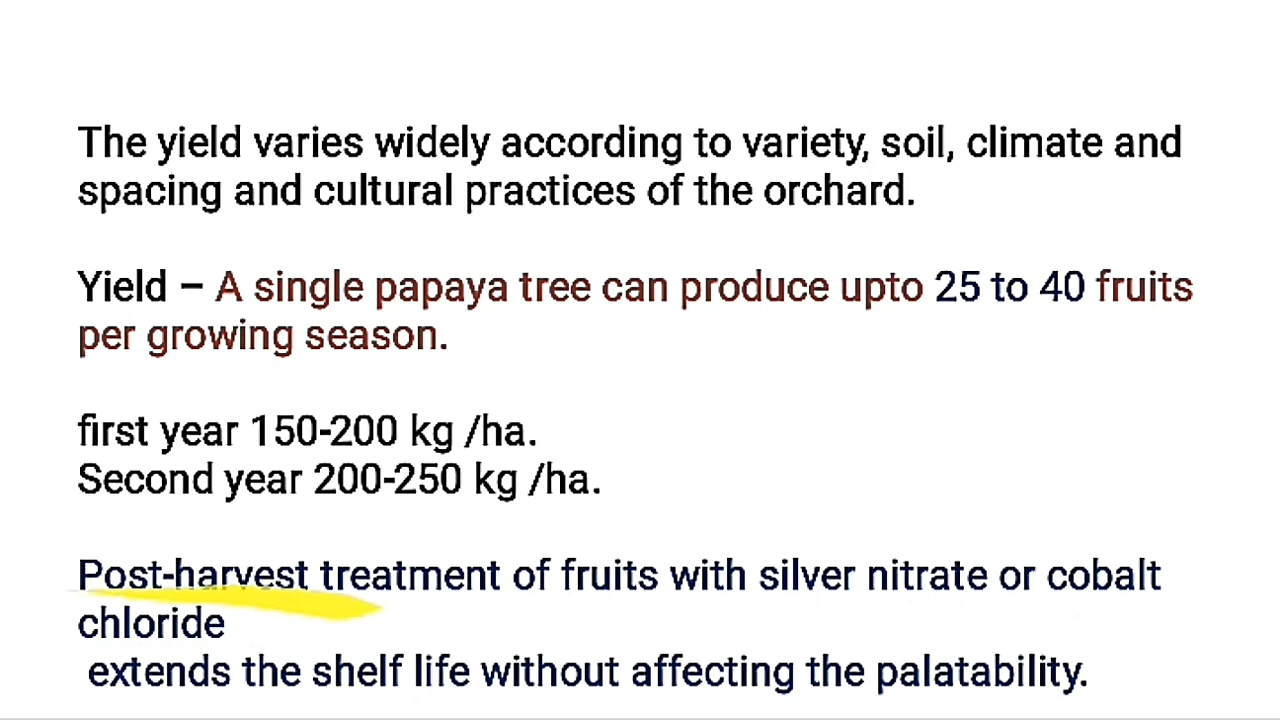 The yield varies widely according to variety, soil, climate and
spacing and cultural practices of the orchard.
Yield – A single papaya tree can produce upto 25 to 40 fruits
per growing season.
first year 150-200 kg /ha.
Second year 200-250 kg /ha.
Post-harvest treatment of fruits with silver nitrate or cobalt
chloride
extends the shelf life without affecting the palatability.